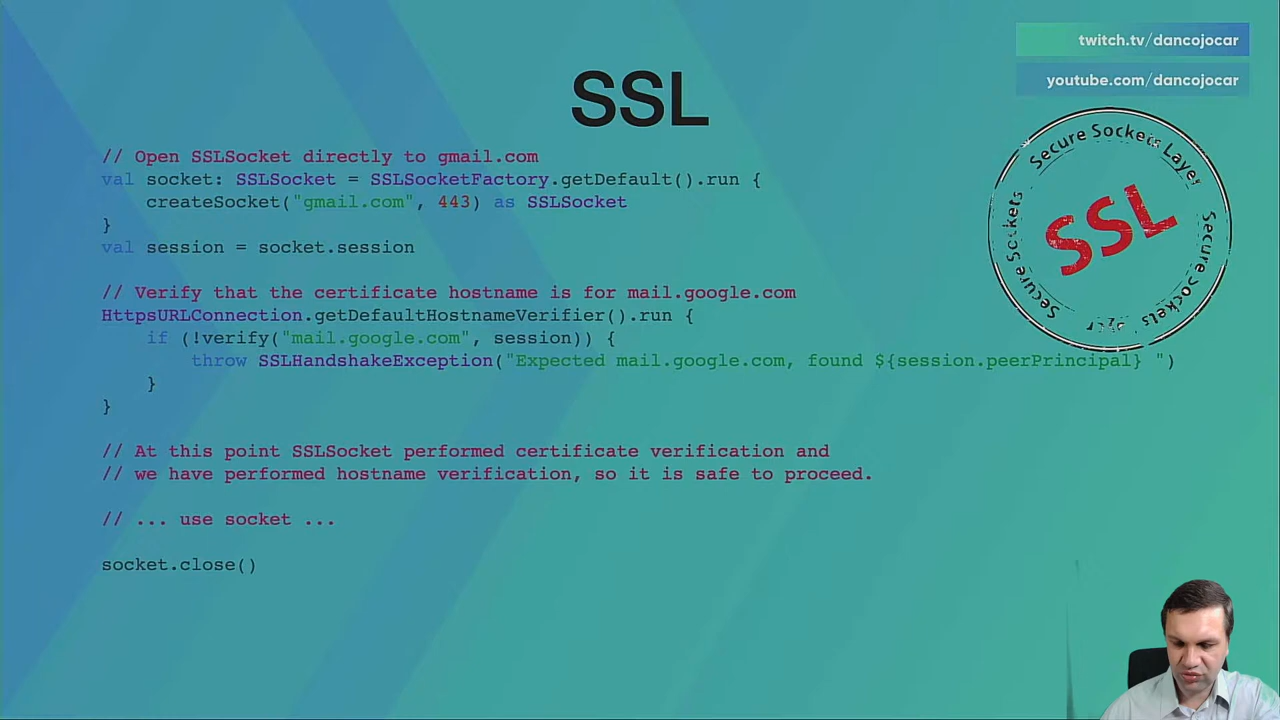 twitch.tv/dancojocar
youtube.com/dancojocar
SSL
// Open SSLSocket directly to gmail.com
val socket: SSLSocket = SSLSocketFactory.getDefault().run {
    createSocket("gmail.com", 443) as SSLSocket
}
val session = socket.session
// Verify that the certificate hostname is for mail.google.com
HttpsURLConnection.getDefaultHostnameVerifier().run {
    if (!verify("mail.google.com", session)) {
        throw SSLHandshakeException("Expected mail.google.com, found ${session.peerPrincipal} ")
    }
}
// At this point SSLSocket performed certificate verification and
// we have performed hostname verification, so it is safe to proceed.
// ... use socket ...
socket.close()
Secure Sockets Layer
SSL
Secure Sockets
Secure Sockets